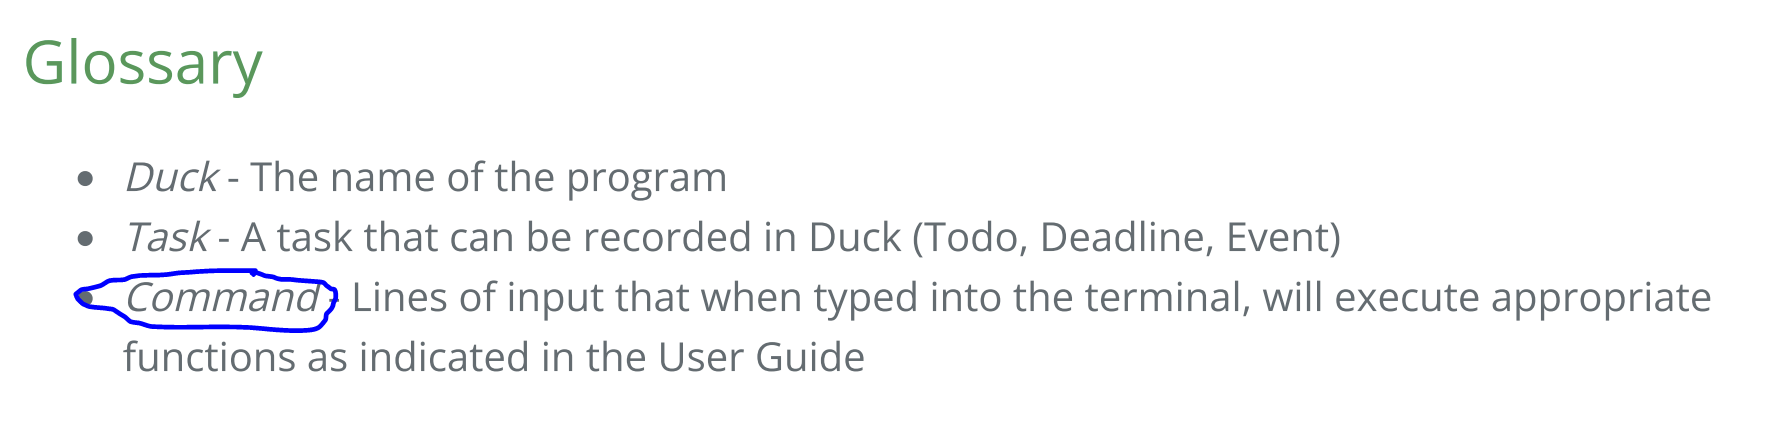 Glossary
Duck - The name of the program
Task - A task that can be recorded in Duck (Todo, Deadline, Event)
Command - Lines of input that when typed into the terminal, will execute appropriate
functions as indicated in the User Guide